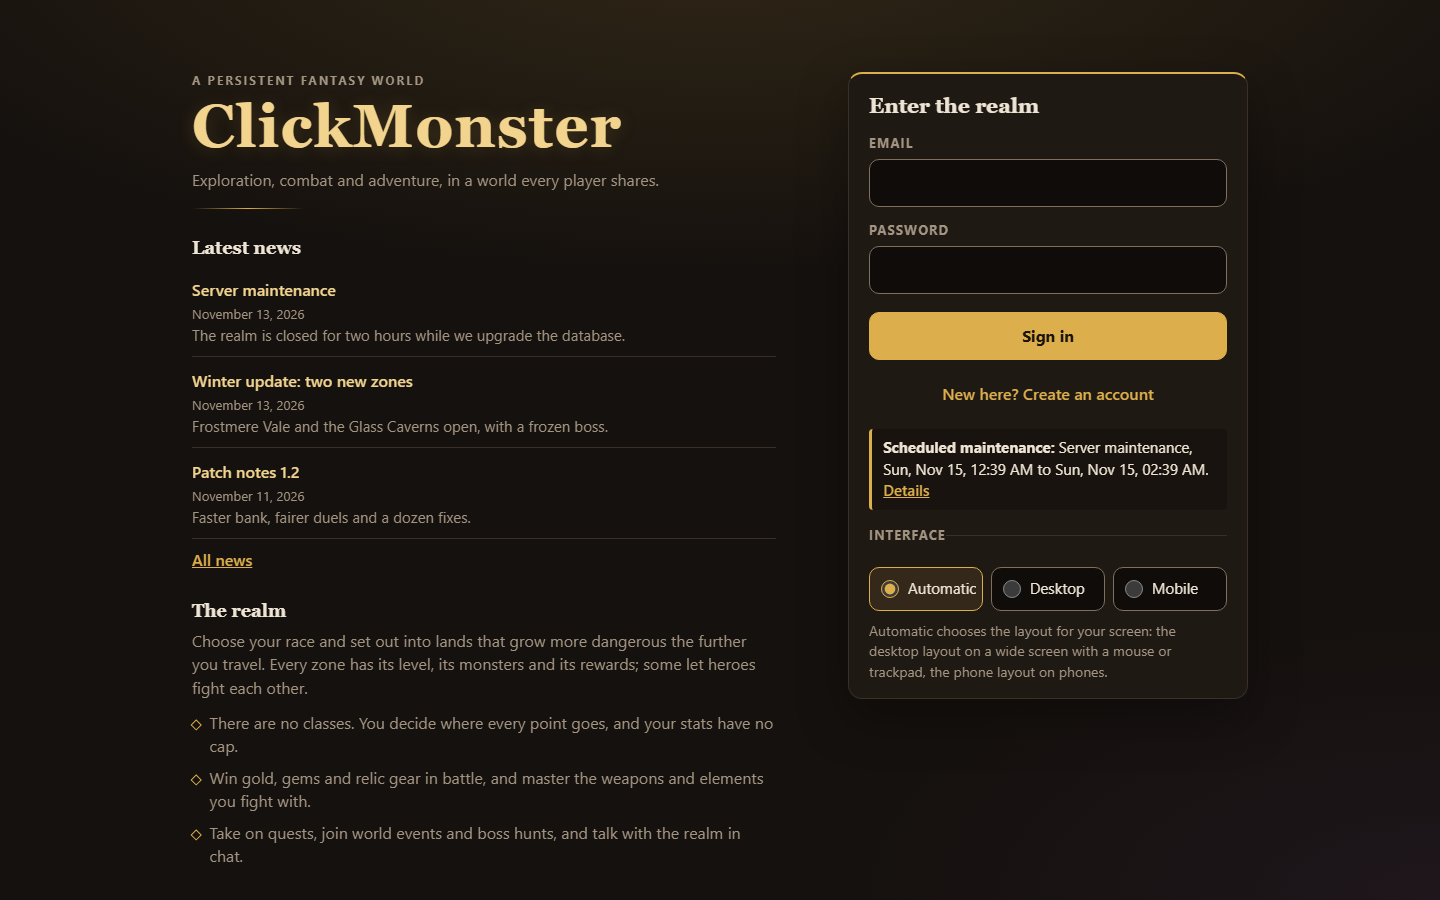 A PERSISTENT FANTASY WORLD
ClickMonster
Exploration, combat and adventure, in a world every player shares.
Latest news
Server maintenance
November 13, 2026
The realm is closed for two hours while we upgrade the database.
Winter update: two new zones
November 13, 2026
Frostmere Vale and the Glass Caverns open, with a frozen boss.
Patch notes 1.2
November 11, 2026
Faster bank, fairer duels and a dozen fixes.
All news
The realm
Choose your race and set out into lands that grow more dangerous the further
you travel. Every zone has its level, its monsters and its rewards; some let heroes
fight each other.
There are no classes. You decide where every point goes, and your stats have no
cap.
Win gold, gems and relic gear in battle, and master the weapons and elements
you fight with.
Take on quests, join world events and boss hunts, and talk with the realm in
chat.
Enter the realm
EMAIL
PASSWORD
Sign in
New here? Create an account
Scheduled maintenance: Server maintenance,
Sun, Nov 15, 12:39 AM to Sun, Nov 15, 02:39 AM.
Details
INTERFACE
Automatic
Desktop
Mobile
Automatic chooses the layout for your screen: the
desktop layout on a wide screen with a mouse or
trackpad, the phone layout on phones.